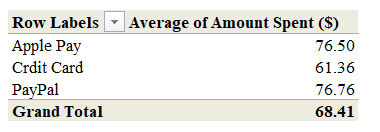 Row Labels Average of Amount Spent ($)
Apple Pay 76.50
Crdit Card 61.36
PayPal 76.76
Grand Total 68.41